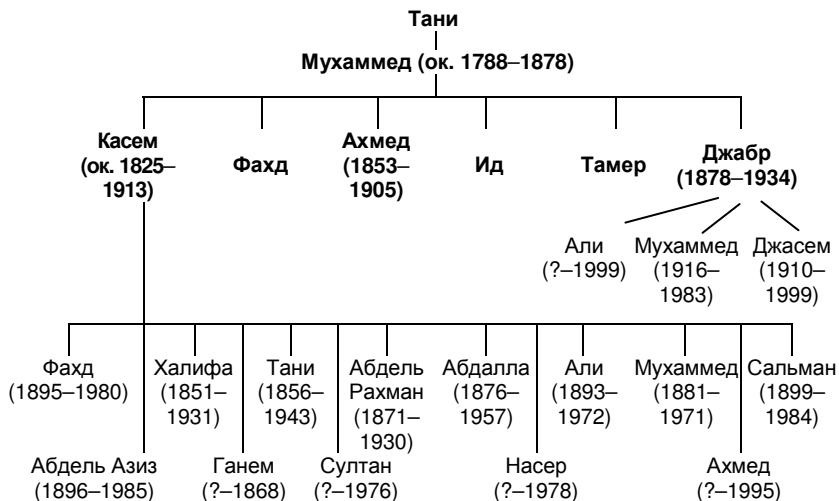 Тани
Мухаммед (ок. 1788–1878)
Касем
(ок. 1825–
1913)
Фахд
Ахмед
(1853–
1905)
Ид
Тамер
Джабр
(1878–1934)
Али
(?–1999)
Мухаммед
(1916–
1983)
Джасем
(1910–
1999)
Фахд
(1895–1980)
Халифа
(1851–
1931)
Тани
(1856–
1943)
Абдель
Рахман
(1871–
1930)
Абдалла
(1876–
1957)
Али
(1893–
1972)
Мухаммед
(1881–
1971)
Сальман
(1899–
1984)
Абдель Азиз
(1896–1985)
Ганем
(?–1868)
Султан
(?–1976)
Насер
(?–1978)
Ахмед
(?–1995)